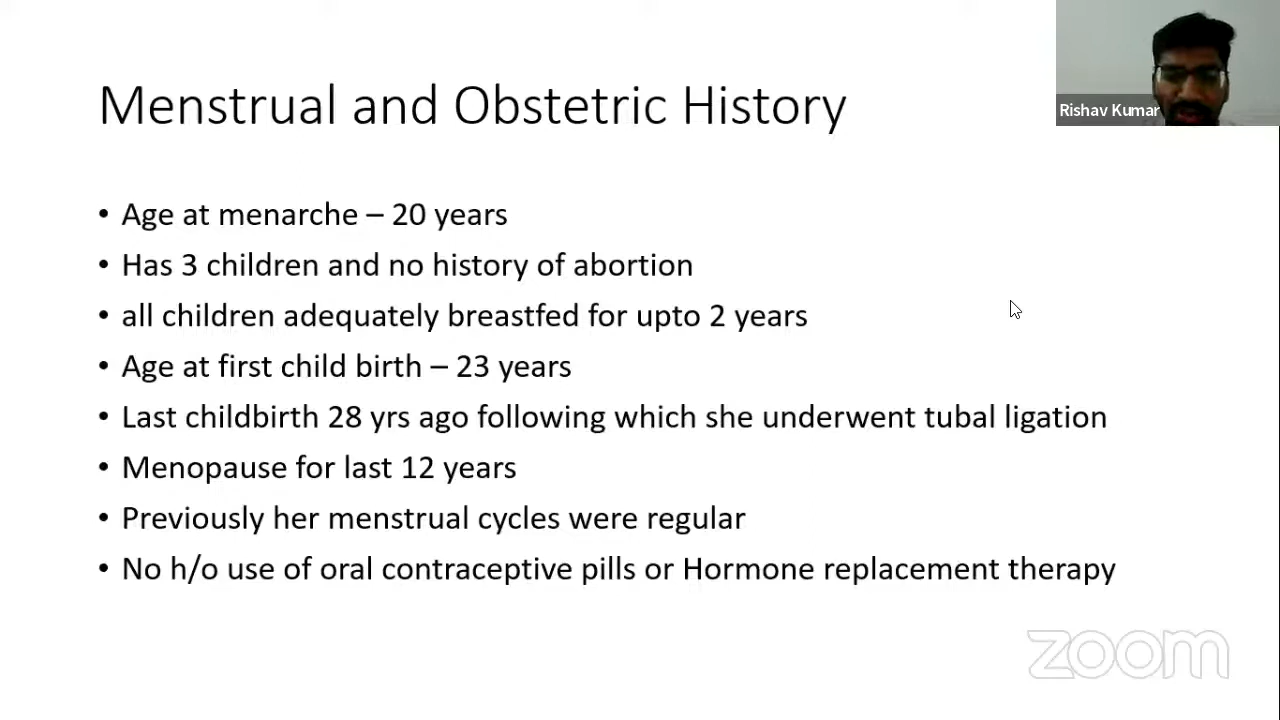 Menstrual and Obstetric History
Rishav Kumar
• Age at menarche – 20 years
• Has 3 children and no history of abortion
• all children adequately breastfed for upto 2 years
• Age at first child birth – 23 years
• Last childbirth 28 yrs ago following which she underwent tubal ligation
• Menopause for last 12 years
• Previously her menstrual cycles were regular
• No h/o use of oral contraceptive pills or Hormone replacement therapy
zoom